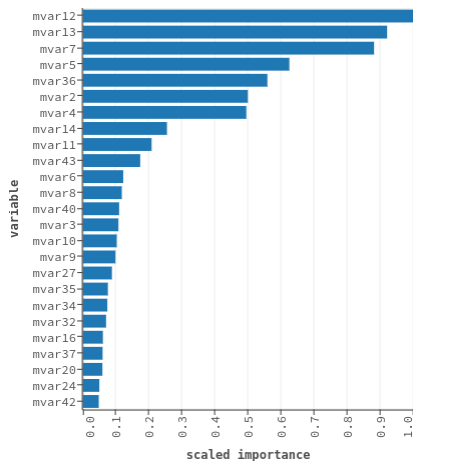 mvar12
mvar13
mvar7
mvar5
mvar36
mvar2
mvar4
mvar14
mvar11
mvar43
mvar6
mvar8
mvar40
mvar3
mvar10
mvar9
mvar27
mvar35
mvar34
mvar32
mvar16
mvar37
mvar20
mvar24
mvar42
variable
0.0 0.1 0.2 0.3 0.4 0.5 0.6 0.7 0.8 0.9 1.0
scaled importance